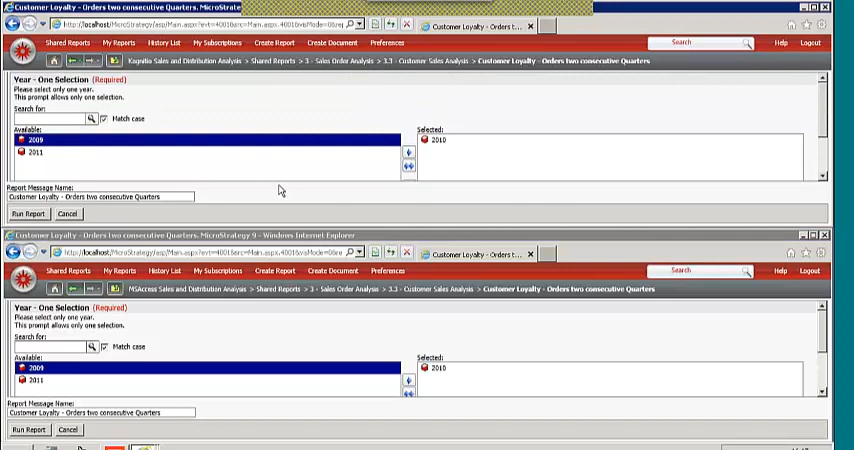 Customer Loyalty - Orders two consecutive Quarters. MicroStrate
Customer Loyalty - Orders t...
Shared Reports My Reports History List My Subscriptions Create Report Create Document Preferences Search Help Logout
Kognitio Sales and Distribution Analysis > Shared Reports > 3 - Sales Order Analysis > 3.3 - Customer Sales Analysis > Customer Loyalty - Orders two consecutive Quarters
Year - One Selection (Required)
Please select only one year.
This prompt allows only one selection.
Search for:
Match case
Available: Selected:
2009 2010
2011
Report Message Name:
Customer Loyalty - Orders two consecutive Quarters
Run Report Cancel
Customer Loyalty - Orders two consecutive Quarters. MicroStrategy 9 - Windows Internet Explorer
Customer Loyalty - Orders t...
Shared Reports My Reports History List My Subscriptions Create Report Create Document Preferences Search Help Logout
MSAccess Sales and Distribution Analysis > Shared Reports > 3 - Sales Order Analysis > 3.3 - Customer Sales Analysis > Customer Loyalty - Orders two consecutive Quarters
Year - One Selection (Required)
Please select only one year.
This prompt allows only one selection.
Search for:
Match case
Available: Selected:
2009 2010
2011
Report Message Name:
Customer Loyalty - Orders two consecutive Quarters
Run Report Cancel